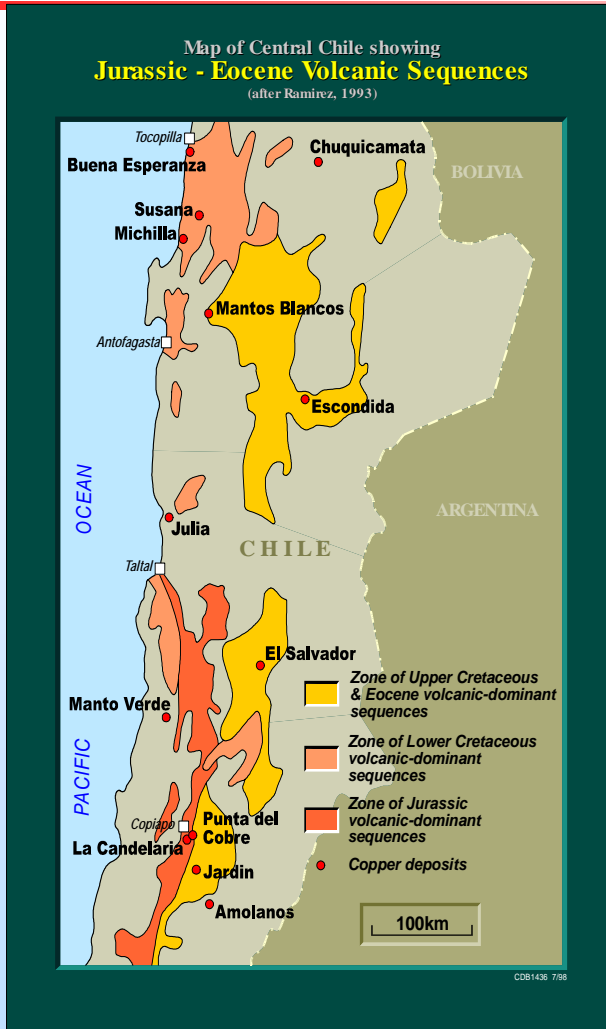 Map of Central Chile showing
Jurassic - Eocene Volcanic Sequences
(after Ramirez, 1993)
Tocopilla
Buena Esperanza
Chuquicamata
BOLIVIA
Susana
Michilla
Mantos Blancos
Antofagasta
Escondida
OCEAN
ARGENTINA
Julia
CHILE
Taltal
El Salvador
Zone of Upper Cretaceous
& Eocene volcanic-dominant
sequences
Manto Verde
PACIFIC
Zone of Lower Cretaceous
volcanic-dominant
sequences
Zone of Jurassic
volcanic-dominant
sequences
Copiapo
Punta del
Cobre
La Candelaria
Jardin
Copper deposits
Amolanos
100km
CDB1436 7/98